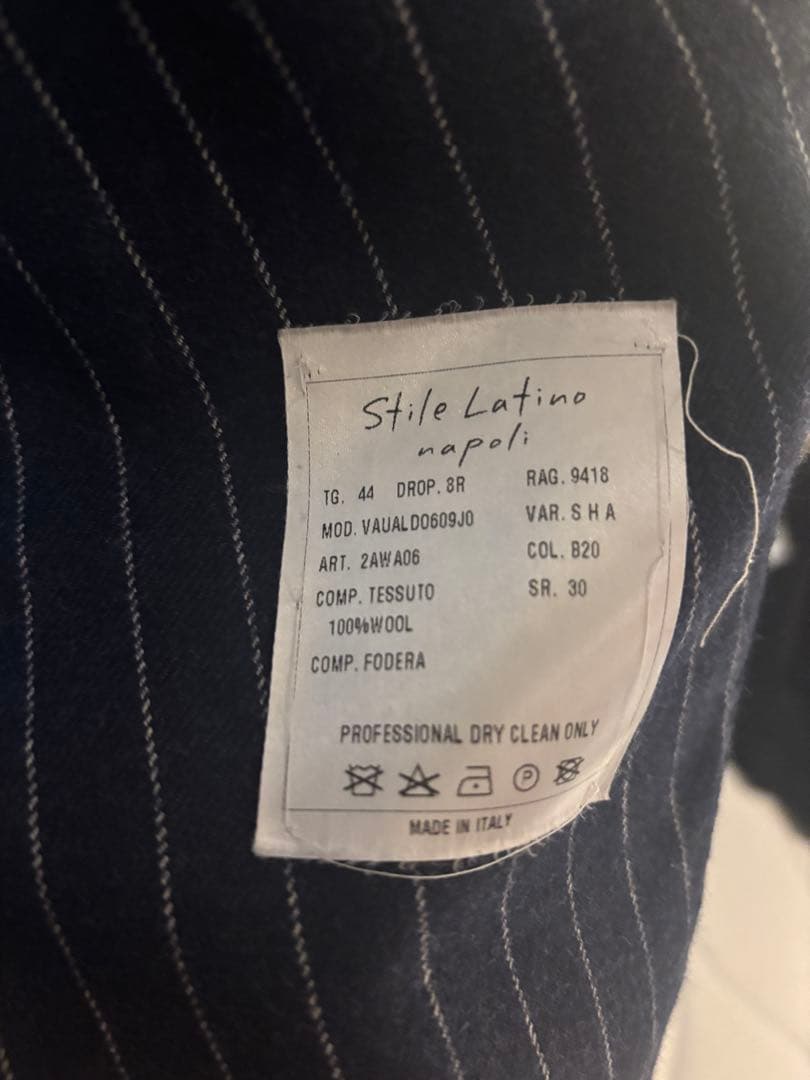 Stile Latino
napoli
TG. 44 DROP. 8R RAG. 9418
MOD. VAUALD0609J0 VAR. S H A
ART. 2AWA06 COL. B20
COMP. TESSUTO SR. 30
100%WOOL
COMP. FODERA
PROFESSIONAL DRY CLEAN ONLY
P
MADE IN ITALY